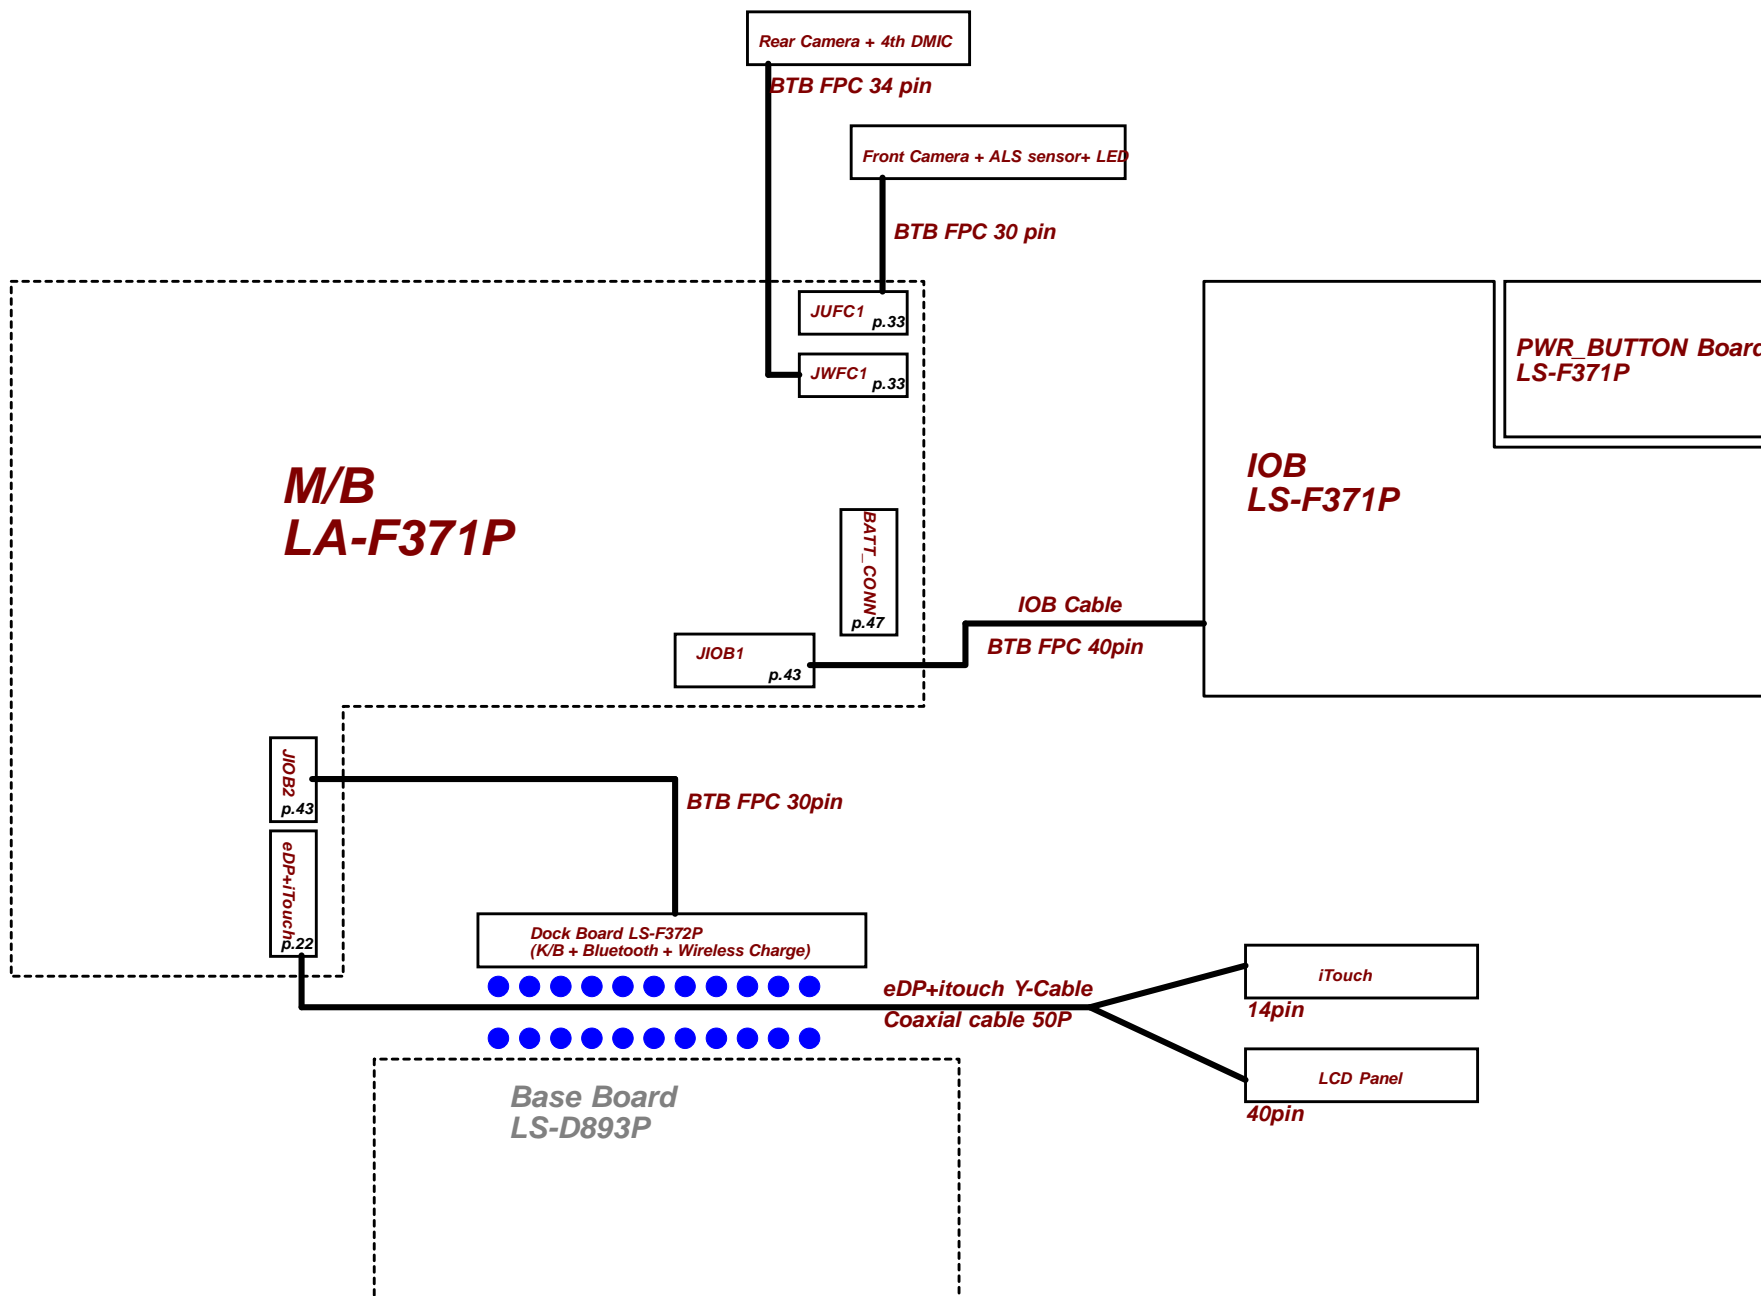 Rear Camera + 4th DMIC
BTB FPC 34 pin
Front Camera + ALS sensor+ LED
BTB FPC 30 pin
JUFC1
p.33
JWFC1
p.33
PWR_BUTTON Board
LS-F371P
M/B
LA-F371P
IOB
LS-F371P
BATT_CONN
p.47
IOB Cable
BTB FPC 40pin
JIOB1
p.43
JIOB2
p.43
BTB FPC 30pin
eDP+iTouch
p.22
Dock Board LS-F372P
(K/B + Bluetooth + Wireless Charge)
eDP+itouch Y-Cable
Coaxial cable 50P
iTouch
14pin
LCD Panel
40pin
Base Board
LS-D893P